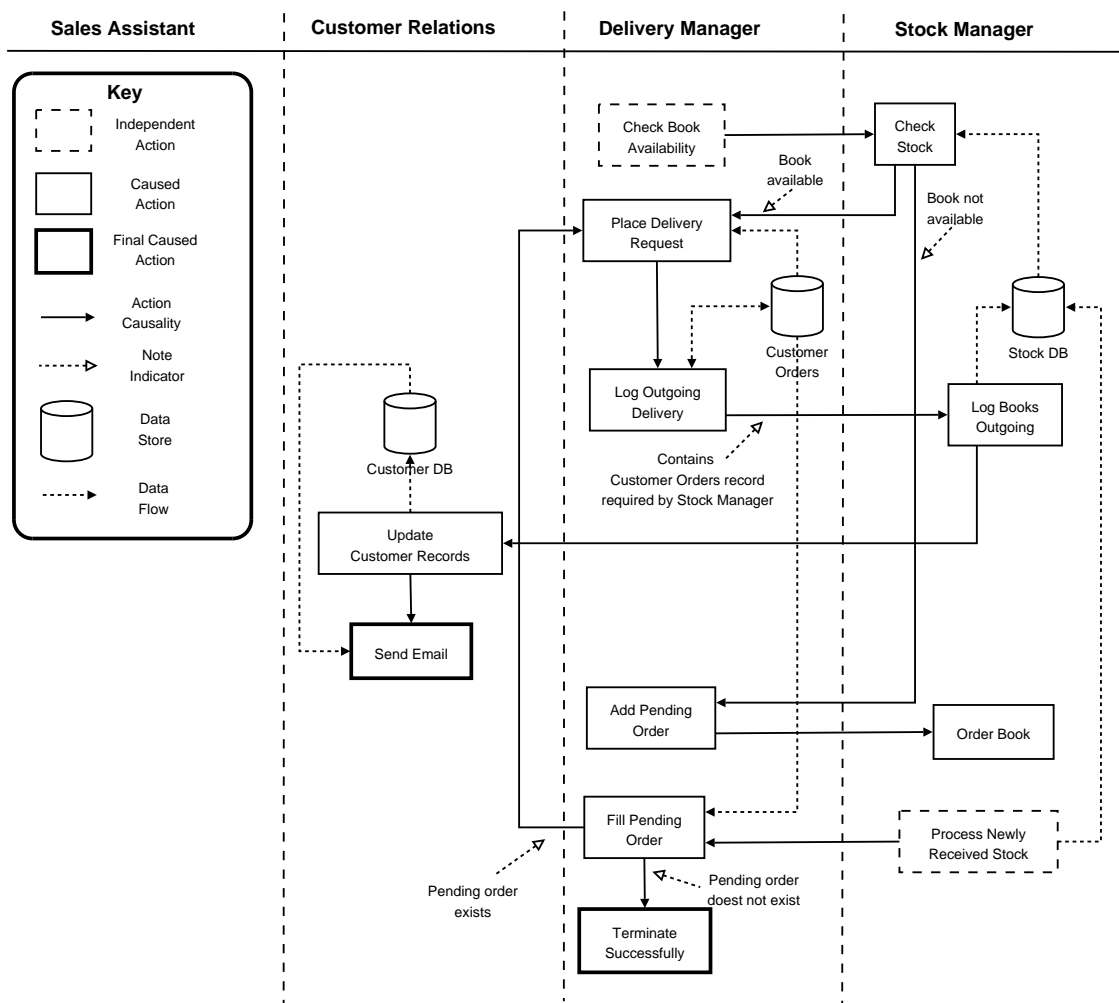 Sales Assistant
Customer Relations
Delivery Manager
Stock Manager
Key
Independent
Action
Caused
Action
Final Caused
Action
Action
Causality
Note
Indicator
Data
Store
Data
Flow
Check Book
Availability
Check
Stock
Book
available
Book not
available
Place Delivery
Request
Customer
Orders
Stock DB
Log Outgoing
Delivery
Log Books
Outgoing
Contains
Customer Orders record
required by Stock Manager
Customer DB
Update
Customer Records
Send Email
Add Pending
Order
Order Book
Fill Pending
Order
Process Newly
Received Stock
Pending order
exists
Pending order
doest not exist
Terminate
Successfully